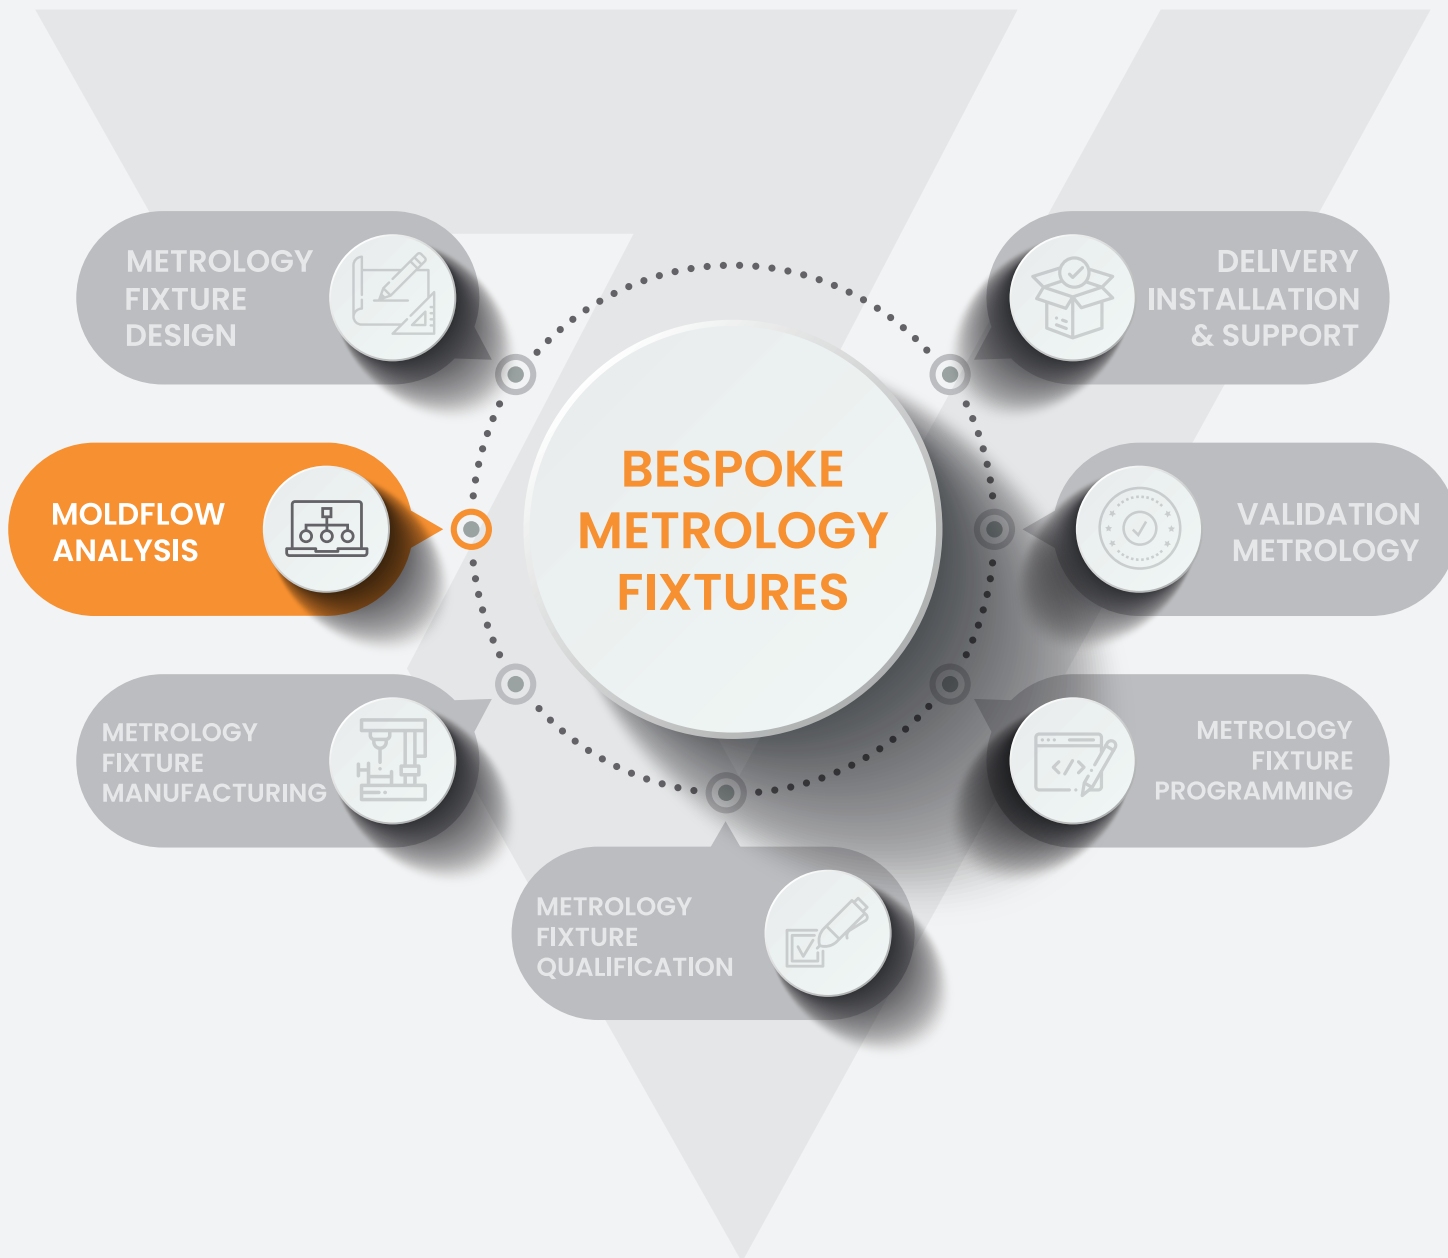 METROLOGY
FIXTURE
DESIGN
DELIVERY
INSTALLATION
& SUPPORT
BESPOKE
METROLOGY
FIXTURES
MOLDFLOW
ANALYSIS
VALIDATION
METROLOGY
METROLOGY
FIXTURE
MANUFACTURING
METROLOGY
FIXTURE
PROGRAMMING
</>
METROLOGY
FIXTURE
QUALIFICATION